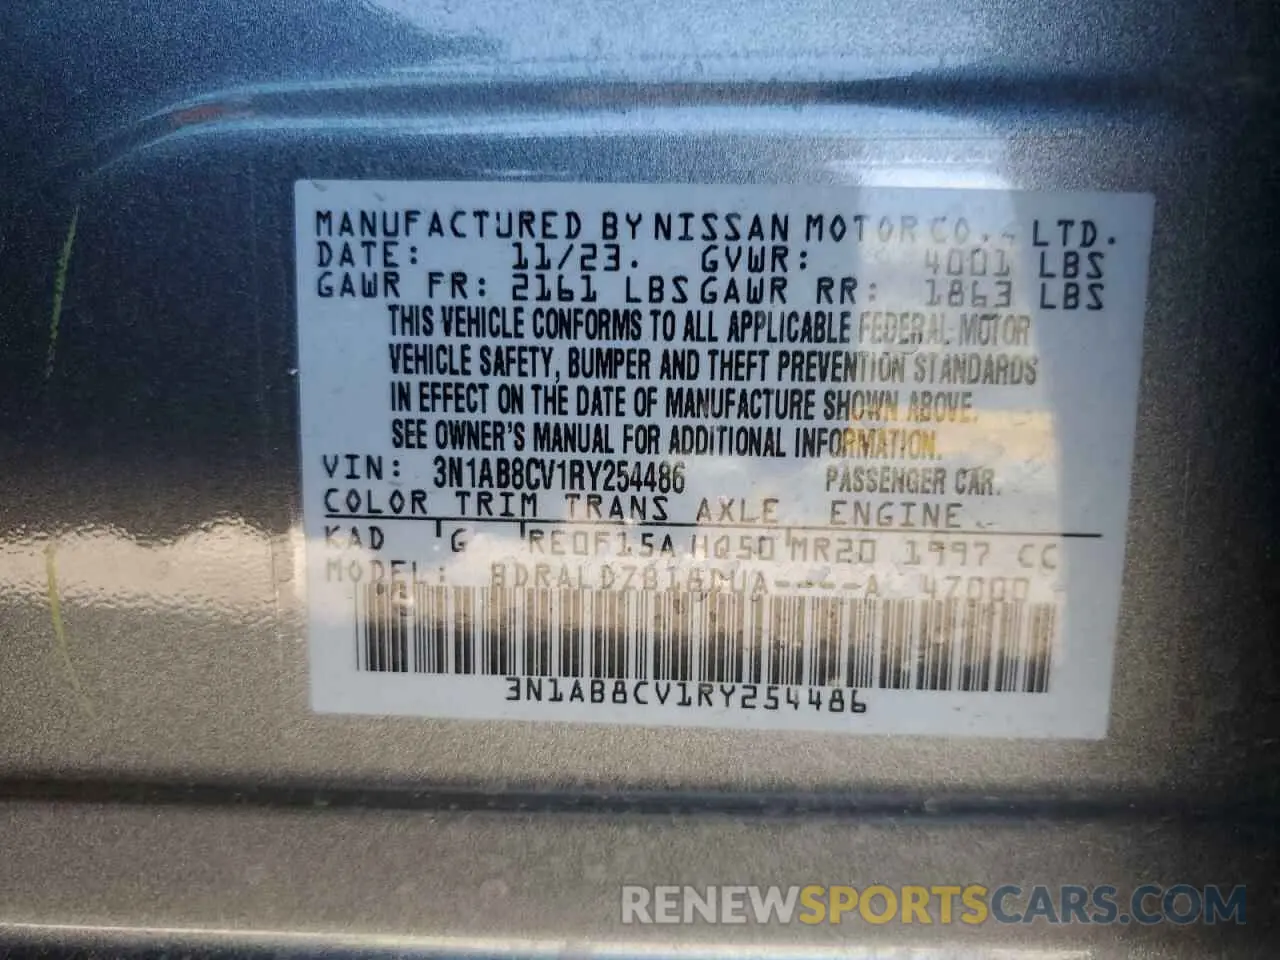 MANUFACTURED BY NISSAN MOTOR CO., LTD.
DATE: 11/23. GVWR: 4001 LBS
GAWR FR: 2161 LBS GAWR RR: 1863 LBS
THIS VEHICLE CONFORMS TO ALL APPLICABLE FEDERAL MOTOR
VEHICLE SAFETY, BUMPER AND THEFT PREVENTION STANDARDS
IN EFFECT ON THE DATE OF MANUFACTURE SHOWN ABOVE.
SEE OWNER'S MANUAL FOR ADDITIONAL INFORMATION.
VIN: 3N1AB8CV1RY254486 PASSENGER CAR.
COLOR TRIM TRANS AXLE ENGINE
KAD G RE0F15A HQ50 MR20 1997 CC
MODEL: 47000
3N1AB8CV1RY254486
RENEWSPORTSCARS.COM